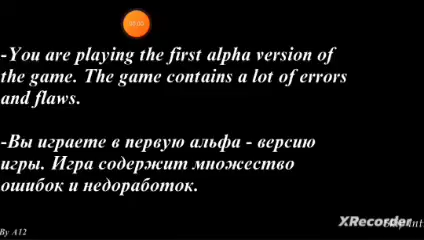 -You are playing the first alpha version of
the game. The game contains a lot of errors
and flaws.
-Вы играете в первую альфа - версию
игры. Игра содержит множество
ошибок и недоработок.
XRecorder
By A12